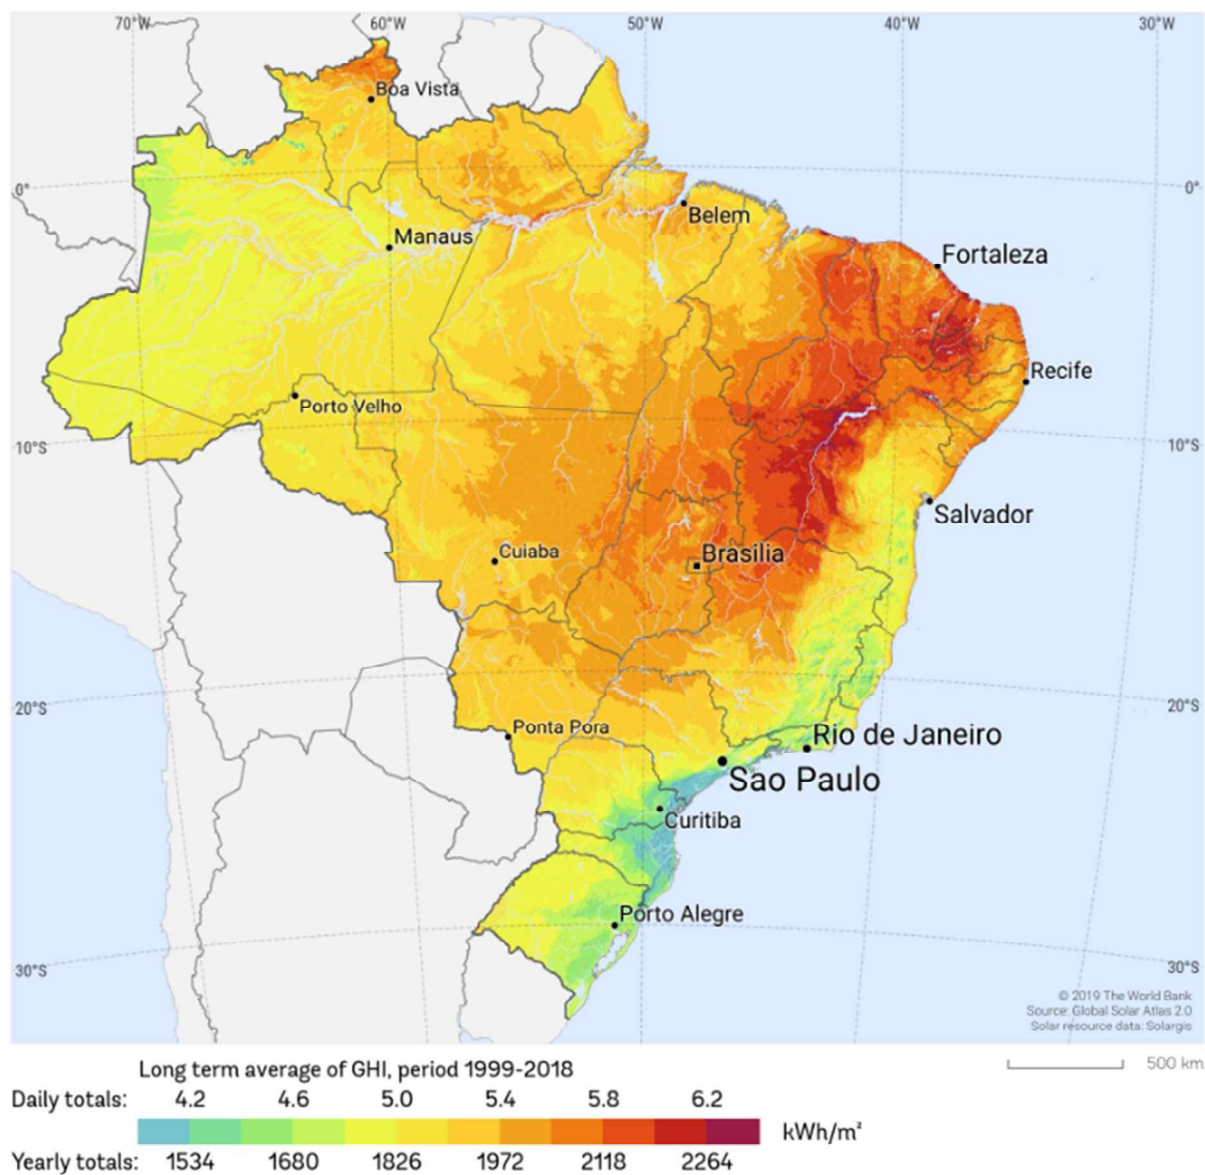 70°W 60°W 50°W 40°W 30°W
Boa Vista
0° 0°
Belem
Manaus
Fortaleza
Recife
Porto Velho
10°S 10°S
Salvador
Cuiaba
Brasilia
20°S 20°S
Ponta Pora
Rio de Janeiro
Sao Paulo
Curitiba
Porto Alegre
30°S 30°S
© 2019 The World Bank
Source: Global Solar Atlas 2.0
Solar resource data: Solargis
500 km
Long term average of GHI, period 1999-2018
Daily totals: 4.2 4.6 5.0 5.4 5.8 6.2
kWh/m²
Yearly totals: 1534 1680 1826 1972 2118 2264